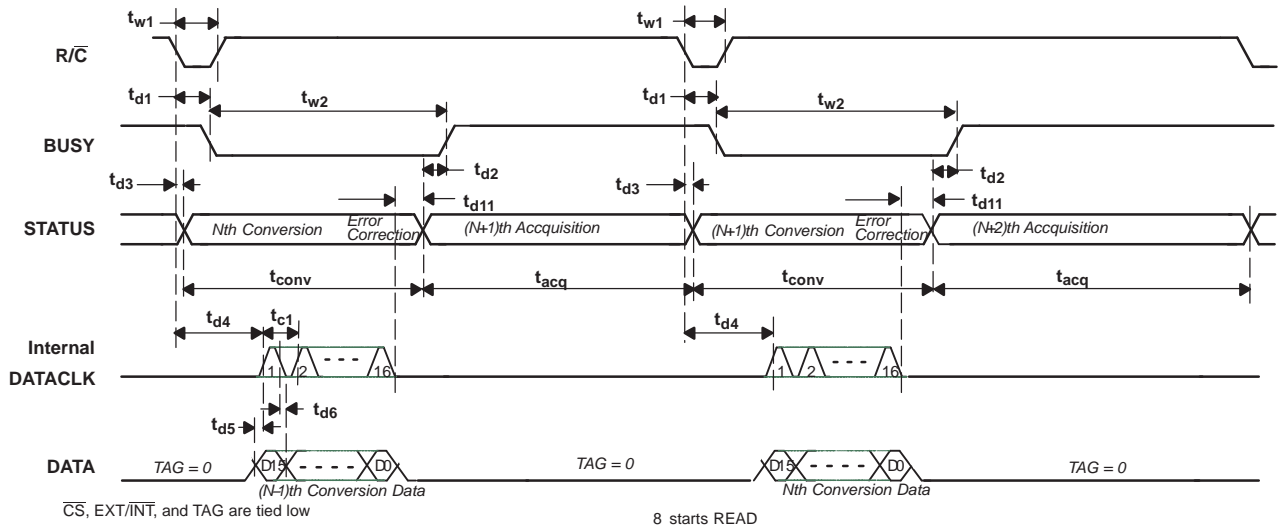 tw1 tw1
R/C
td1 tw2 td1 tw2
BUSY
td3 td2 td3 td2
td11 td11
STATUS
Nth Conversion Error Correction (N+1)th Accquisition (N+1)th Conversion Error Correction (N+2)th Accquisition
tconv tacq tconv tacq
td4 tc1 td4
Internal
DATACLK
1 2 - - - 16 1 2 - - - 16
td5 td6
DATA
TAG = 0 D15 - - - - D0 TAG = 0 D15 - - - - D0 TAG = 0
(N-1)th Conversion Data Nth Conversion Data
CS, EXT/INT, and TAG are tied low
8 starts READ